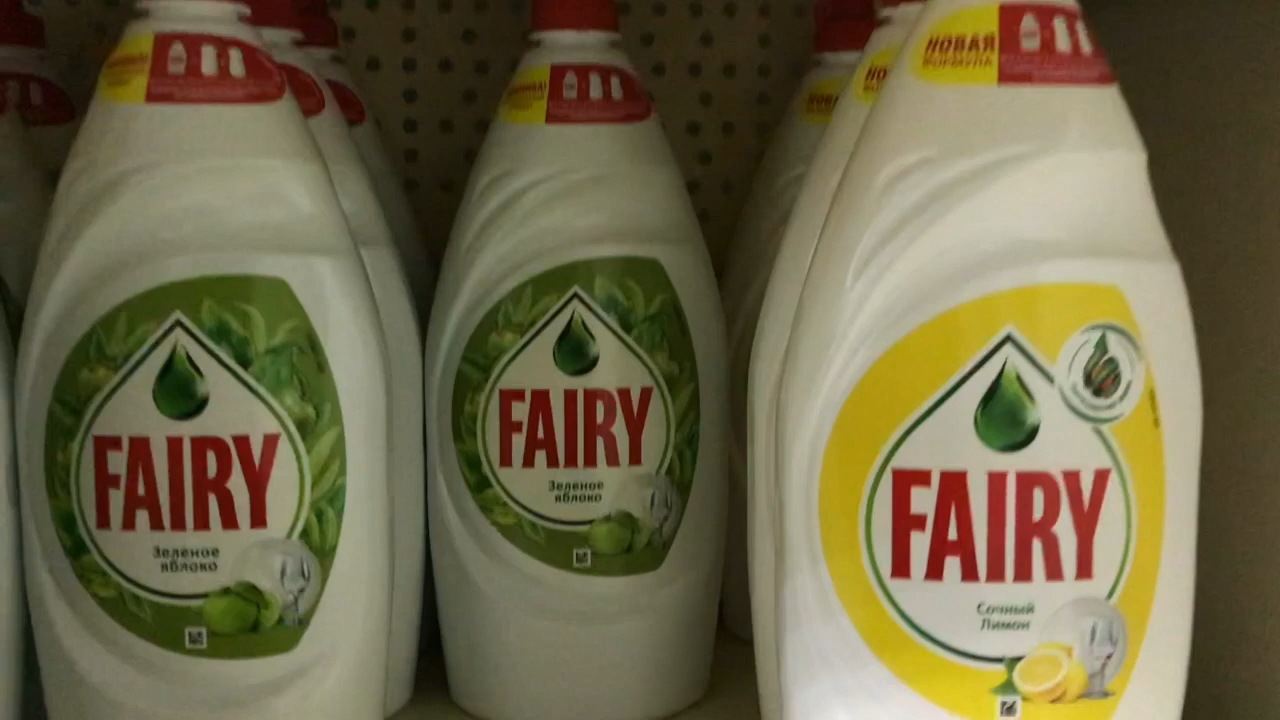 FAIRY
Зеленое
яблоко
FAIRY
Зеленое
яблоко
НОВАЯ
ФОРМУЛА
FAIRY
Сочный
Лимон